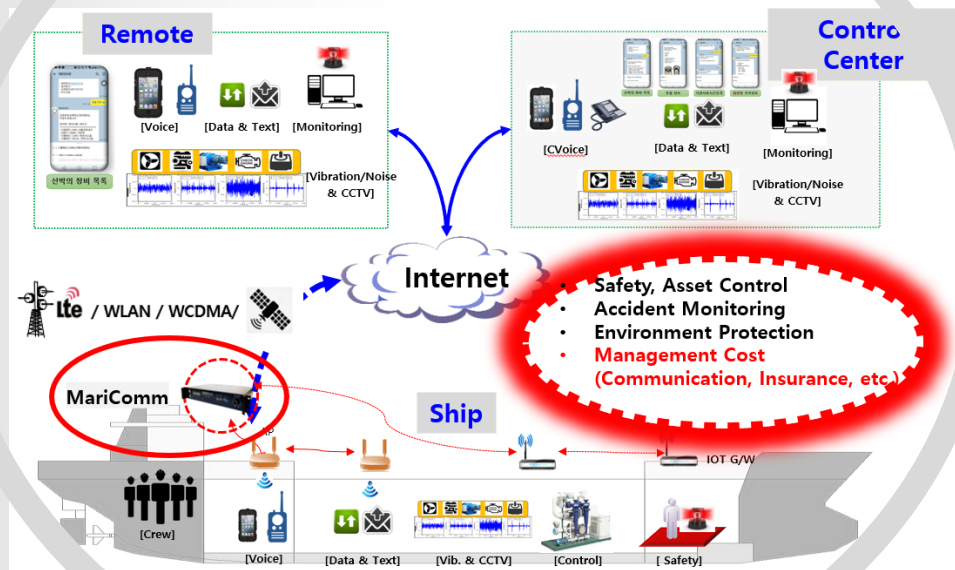 Remote
[Voice]
[Data & Text]
[Monitoring]
[Vibration/Noise
& CCTV]
선박의 장비 목록
Contro
Center
[CVoice]
[Data & Text]
[Monitoring]
[Vibration/Noise
& CCTV]
Internet
Lte / WLAN / WCDMA/
• Safety, Asset Control
• Accident Monitoring
• Environment Protection
• Management Cost
(Communication, Insurance, etc.)
MariComm
Ship
IOT G/W
[Crew]
[Voice]
[Data & Text]
[Vib. & CCTV]
[Control]
[ Safety]